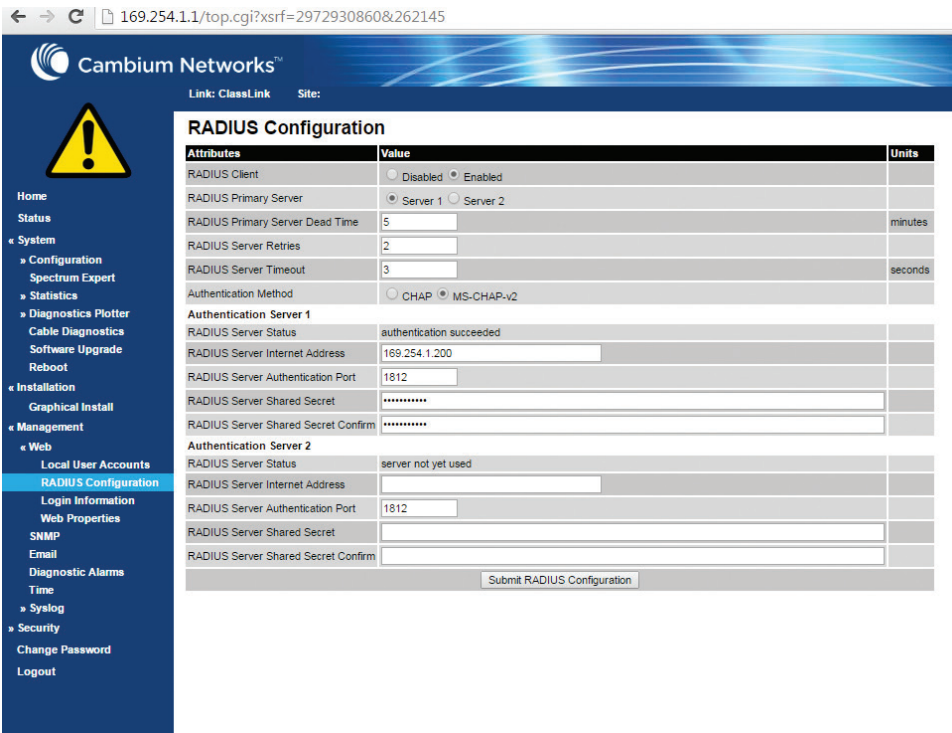 169.254.1.1/top.cgi?xsrf=2972930860&262145
Cambium Networks™
Link: ClassLink Site:
Home
Status
« System
» Configuration
Spectrum Expert
» Statistics
» Diagnostics Plotter
Cable Diagnostics
Software Upgrade
Reboot
« Installation
Graphical Install
« Management
« Web
Local User Accounts
RADIUS Configuration
Login Information
Web Properties
SNMP
Email
Diagnostic Alarms
Time
» Syslog
» Security
Change Password
Logout
RADIUS Configuration
Attributes Value Units
RADIUS Client Disabled Enabled
RADIUS Primary Server Server 1 Server 2
RADIUS Primary Server Dead Time 5 minutes
RADIUS Server Retries 2
RADIUS Server Timeout 3 seconds
Authentication Method CHAP MS-CHAP-v2
Authentication Server 1
RADIUS Server Status authentication succeeded
RADIUS Server Internet Address 169.254.1.200
RADIUS Server Authentication Port 1812
RADIUS Server Shared Secret •••••••••••
RADIUS Server Shared Secret Confirm •••••••••••
Authentication Server 2
RADIUS Server Status server not yet used
RADIUS Server Internet Address
RADIUS Server Authentication Port 1812
RADIUS Server Shared Secret
RADIUS Server Shared Secret Confirm
Submit RADIUS Configuration